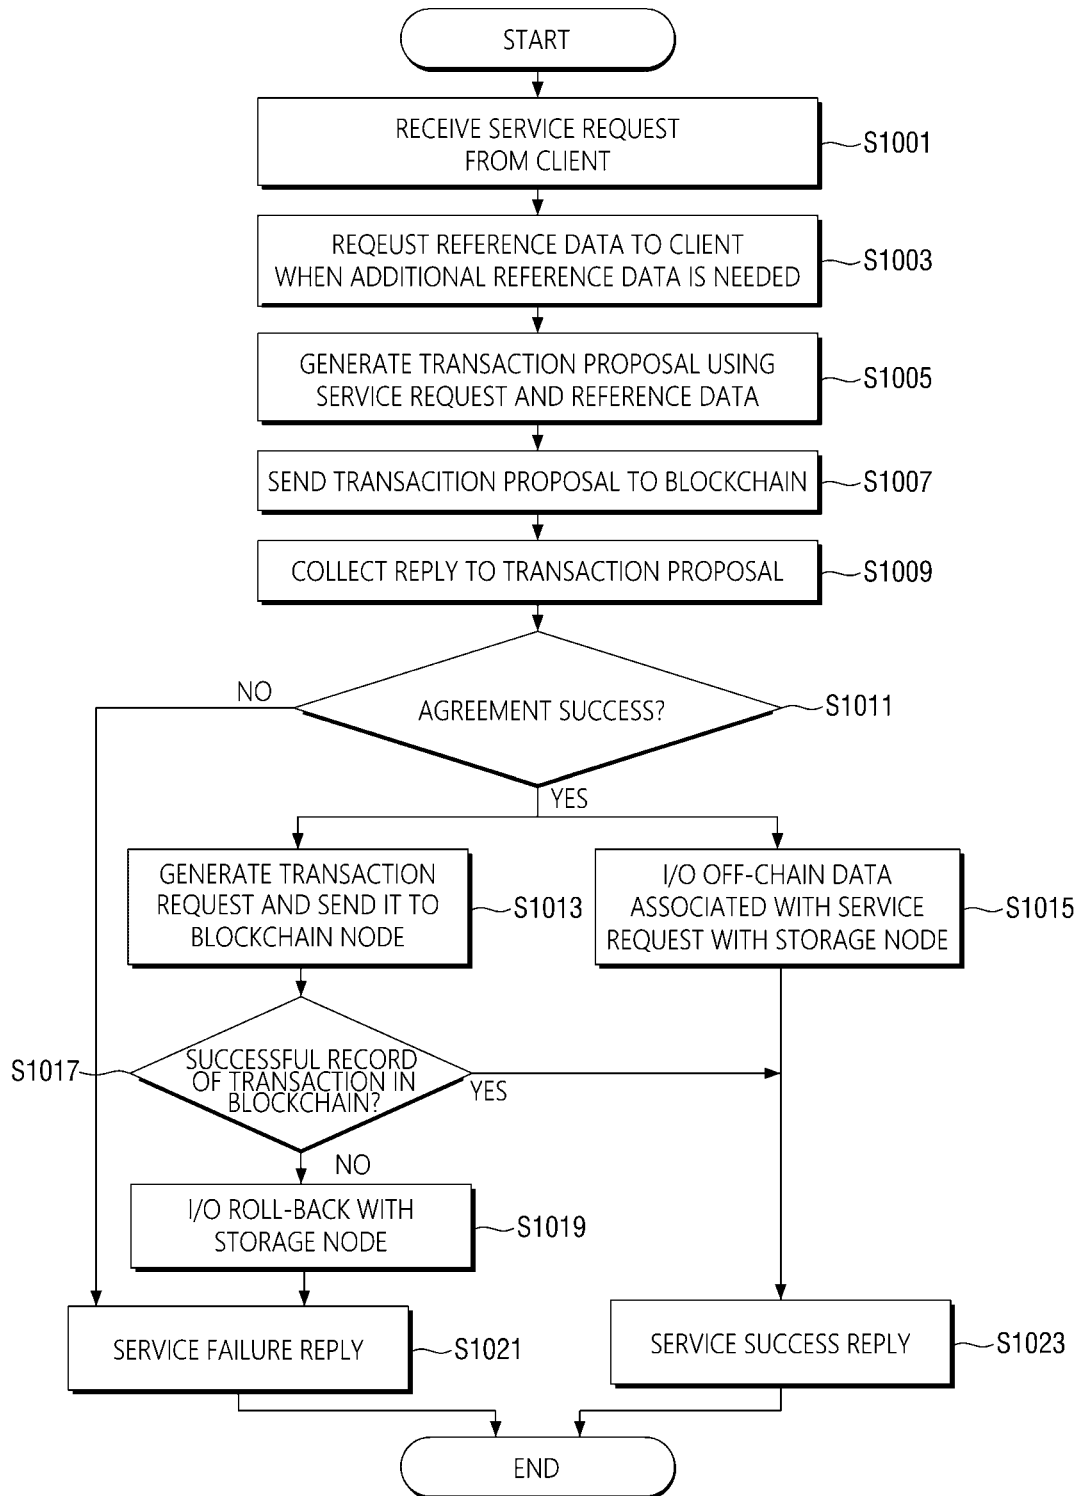 START
RECEIVE SERVICE REQUEST
FROM CLIENT
S1001
REQEUST REFERENCE DATA TO CLIENT
WHEN ADDITIONAL REFERENCE DATA IS NEEDED
S1003
GENERATE TRANSACTION PROPOSAL USING
SERVICE REQUEST AND REFERENCE DATA
S1005
SEND TRANSACITION PROPOSAL TO BLOCKCHAIN
S1007
COLLECT REPLY TO TRANSACTION PROPOSAL
S1009
NO
AGREEMENT SUCCESS?
S1011
YES
GENERATE TRANSACTION
REQUEST AND SEND IT TO
BLOCKCHAIN NODE
S1013
I/O OFF-CHAIN DATA
ASSOCIATED WITH SERVICE
REQUEST WITH STORAGE NODE
S1015
S1017
SUCCESSFUL RECORD
OF TRANSACTION IN
BLOCKCHAIN?
YES
NO
I/O ROLL-BACK WITH
STORAGE NODE
S1019
SERVICE FAILURE REPLY
S1021
SERVICE SUCCESS REPLY
S1023
END